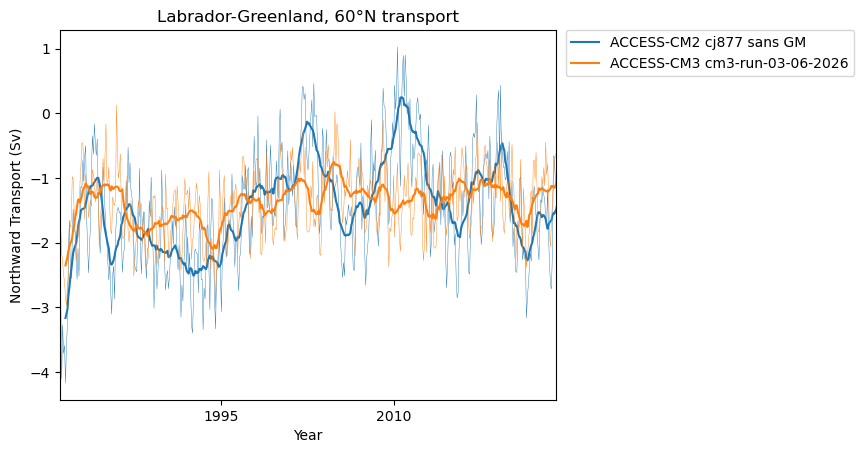 Labrador-Greenland, 60°N transport
ACCESS-CM2 cj877 sans GM
ACCESS-CM3 cm3-run-03-06-2026
Northward Transport (Sv)
1
0
−1
−2
−3
−4
1995
2010
Year